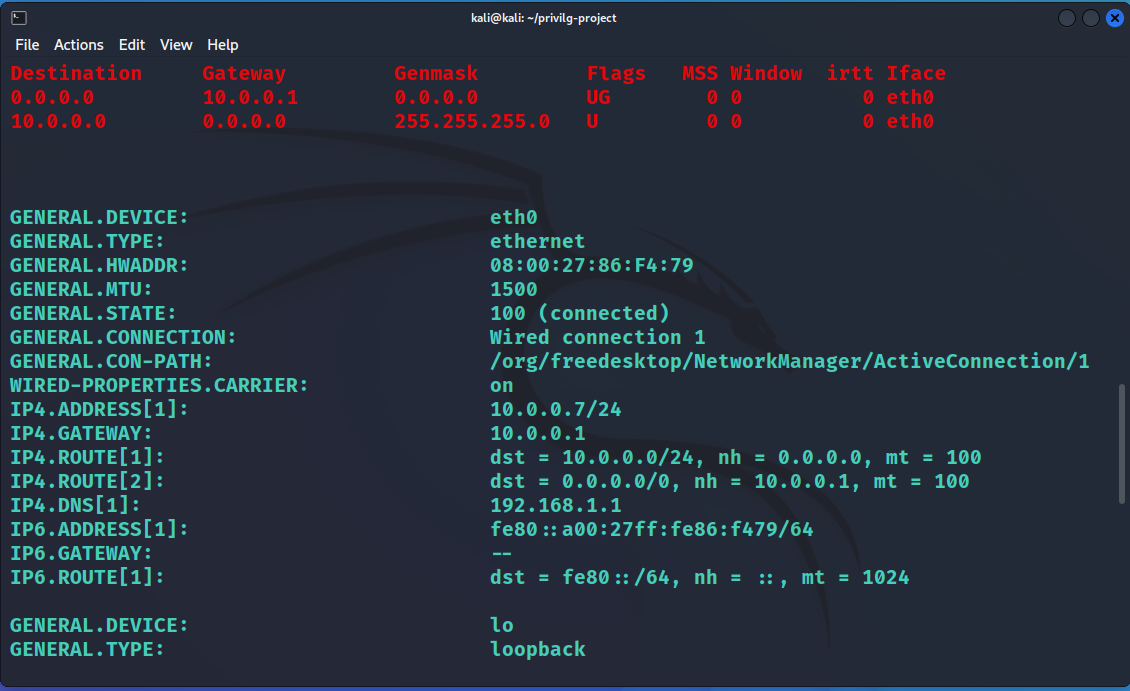 kali@kali: ~/privilg-project
File Actions Edit View Help
Destination Gateway Genmask Flags MSS Window irtt Iface
0.0.0.0 10.0.0.1 0.0.0.0 UG 0 0 0 eth0
10.0.0.0 0.0.0.0 255.255.255.0 U 0 0 0 eth0
GENERAL.DEVICE: eth0
GENERAL.TYPE: ethernet
GENERAL.HWADDR: 08:00:27:86:F4:79
GENERAL.MTU: 1500
GENERAL.STATE: 100 (connected)
GENERAL.CONNECTION: Wired connection 1
GENERAL.CON-PATH: /org/freedesktop/NetworkManager/ActiveConnection/1
WIRED-PROPERTIES.CARRIER: on
IP4.ADDRESS[1]: 10.0.0.7/24
IP4.GATEWAY: 10.0.0.1
IP4.ROUTE[1]: dst = 10.0.0.0/24, nh = 0.0.0.0, mt = 100
IP4.ROUTE[2]: dst = 0.0.0.0/0, nh = 10.0.0.1, mt = 100
IP4.DNS[1]: 192.168.1.1
IP6.ADDRESS[1]: fe80::a00:27ff:fe86:f479/64
IP6.GATEWAY: --
IP6.ROUTE[1]: dst = fe80::/64, nh = ::, mt = 1024
GENERAL.DEVICE: lo
GENERAL.TYPE: loopback